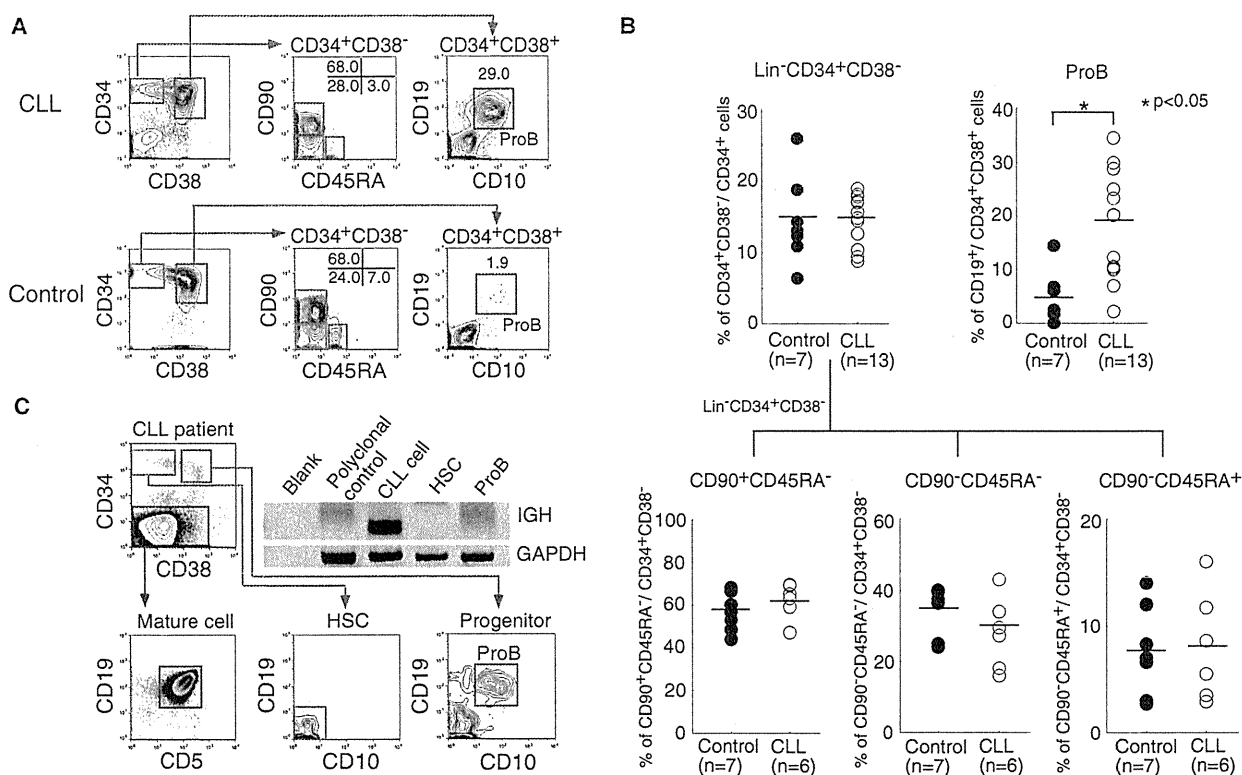 A
CD34⁺CD38⁻
CD34⁺CD38⁺
CLL
CD34
CD38
CD90
68.0
28.0 3.0
CD45RA
CD19
29.0
ProB
CD10
Control
CD34⁺CD38⁻
CD34⁺CD38⁺
CD34
CD38
CD90
68.0
24.0 7.0
CD45RA
CD19
1.9
ProB
CD10
B
Lin⁻CD34⁺CD38⁻
% of CD34⁺CD38⁻/ CD34⁺ cells
30
20
10
0
Control
(n=7)
CLL
(n=13)
ProB
* p<0.05
*
% of CD19⁺/ CD34⁺CD38⁺ cells
40
30
20
10
0
Control
(n=7)
CLL
(n=13)
Lin⁻CD34⁺CD38⁻
CD90⁺CD45RA⁻
% of CD90⁺CD45RA⁻/ CD34⁺CD38⁻
100
80
60
40
20
0
Control
(n=7)
CLL
(n=6)
CD90⁻CD45RA⁻
% of CD90⁻CD45RA⁻/ CD34⁺CD38⁻
60
40
20
0
Control
(n=7)
CLL
(n=6)
CD90⁻CD45RA⁺
% of CD90⁻CD45RA⁺/ CD34⁺CD38⁻
20
10
0
Control
(n=7)
CLL
(n=6)
C
CLL patient
CD34
CD38
Blank
Polyclonal
control
CLL cell
HSC
ProB
IGH
GAPDH
Mature cell
CD19
CD5
HSC
CD19
CD10
Progenitor
ProB
CD19
CD10